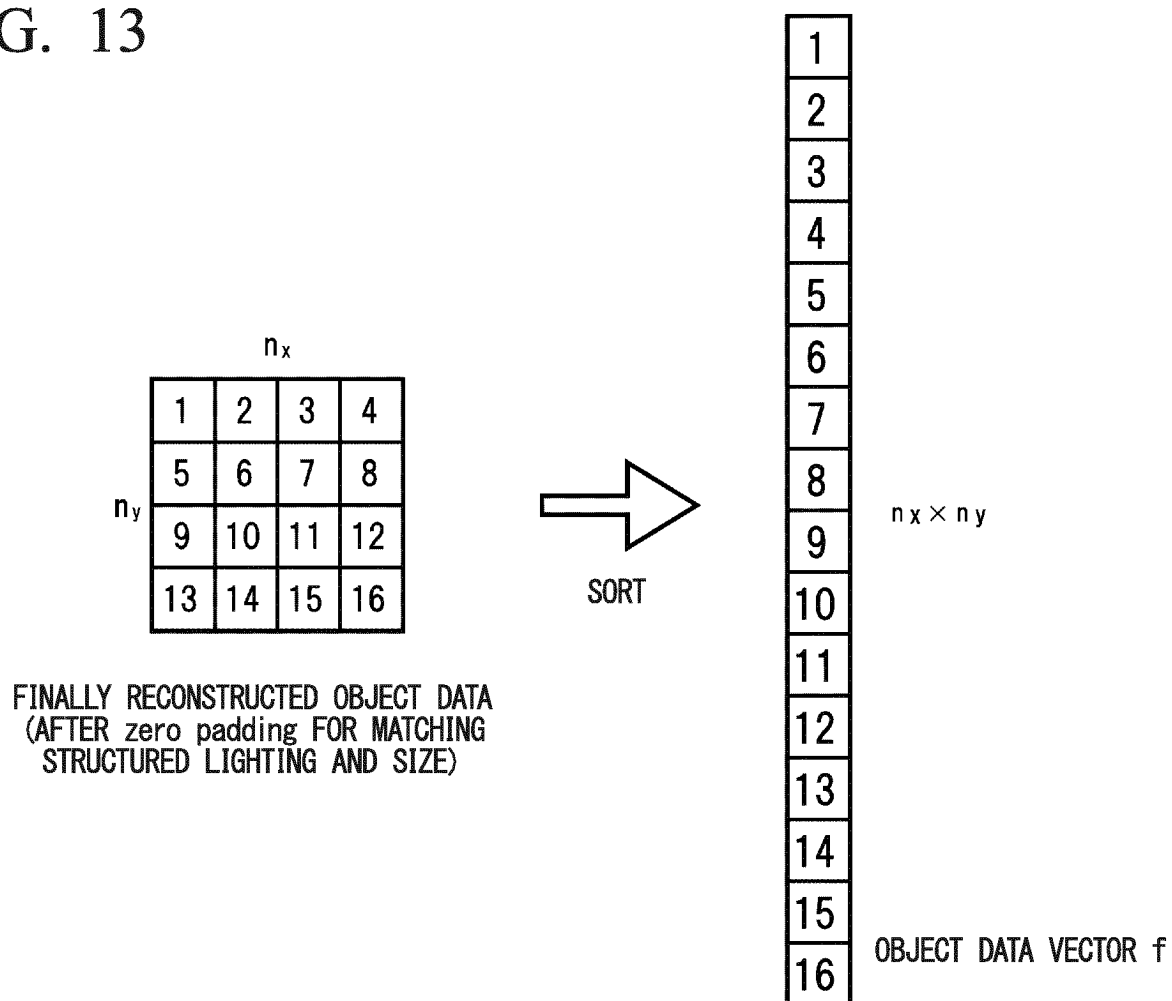 G. 13
n x
1 2 3 4
5 6 7 8
n y
9 10 11 12
13 14 15 16
FINALLY RECONSTRUCTED OBJECT DATA
(AFTER zero padding FOR MATCHING
STRUCTURED LIGHTING AND SIZE)
SORT
1
2
3
4
5
6
7
8
9
10
11
12
13
14
15
16
n x × n y
OBJECT DATA VECTOR f